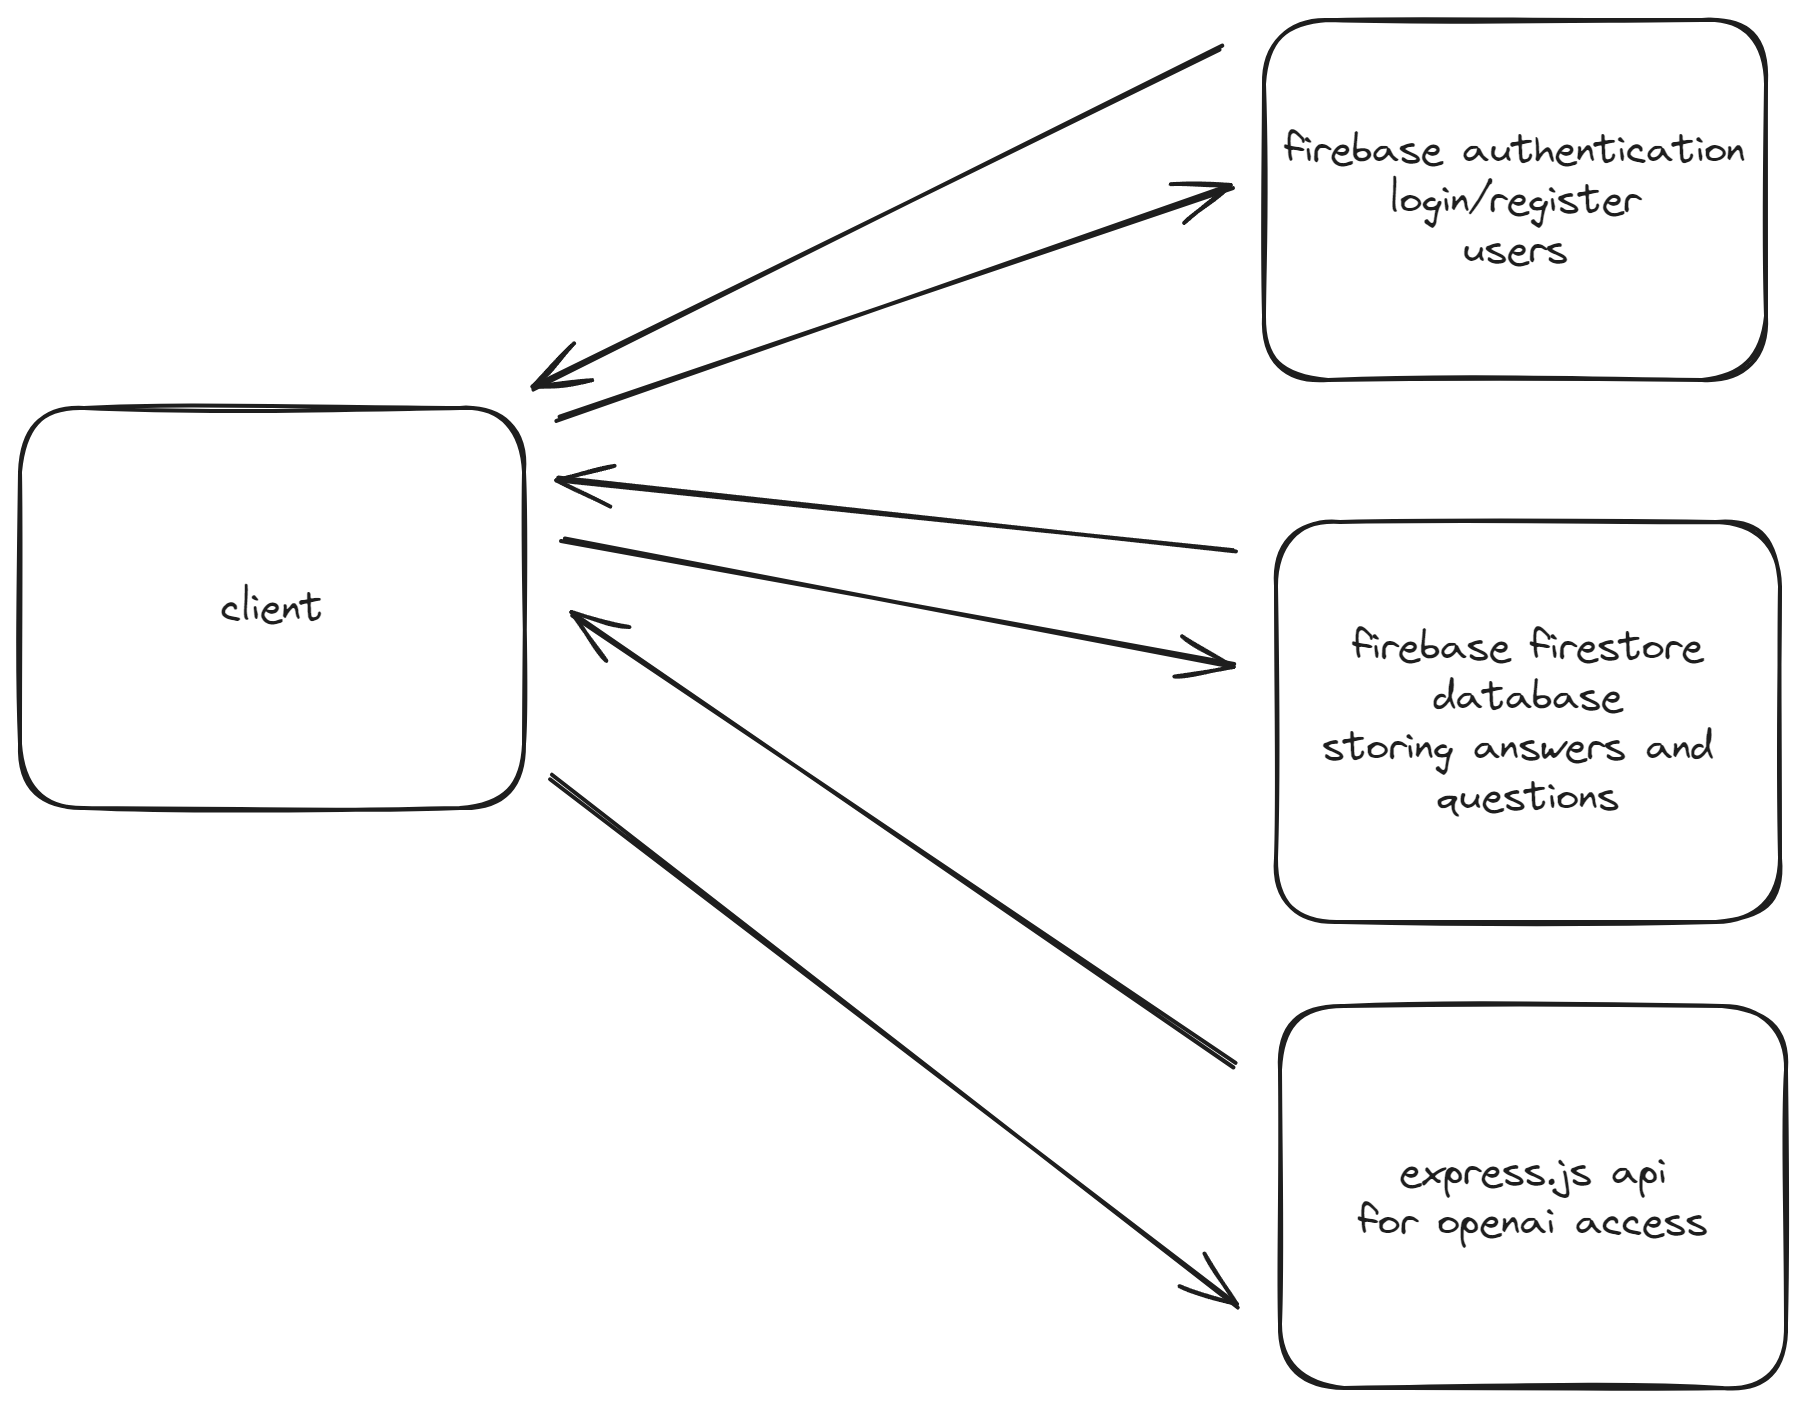 firebase authentication
login/register
users
client
firebase firestore
database
storing answers and
questions
express.js api
for openai access